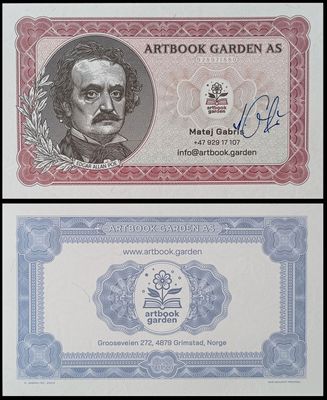 ARTBOOK GARDEN AS
artbook
garden
Matej Gabriš
+47 929 17 107
info@artbook.garden
EDGAR ALLAN POE
ARTBOOK GARDEN AS
www.artbook.garden
artbook
garden
Grooseveien 272, 4879 Grimstad, Norge